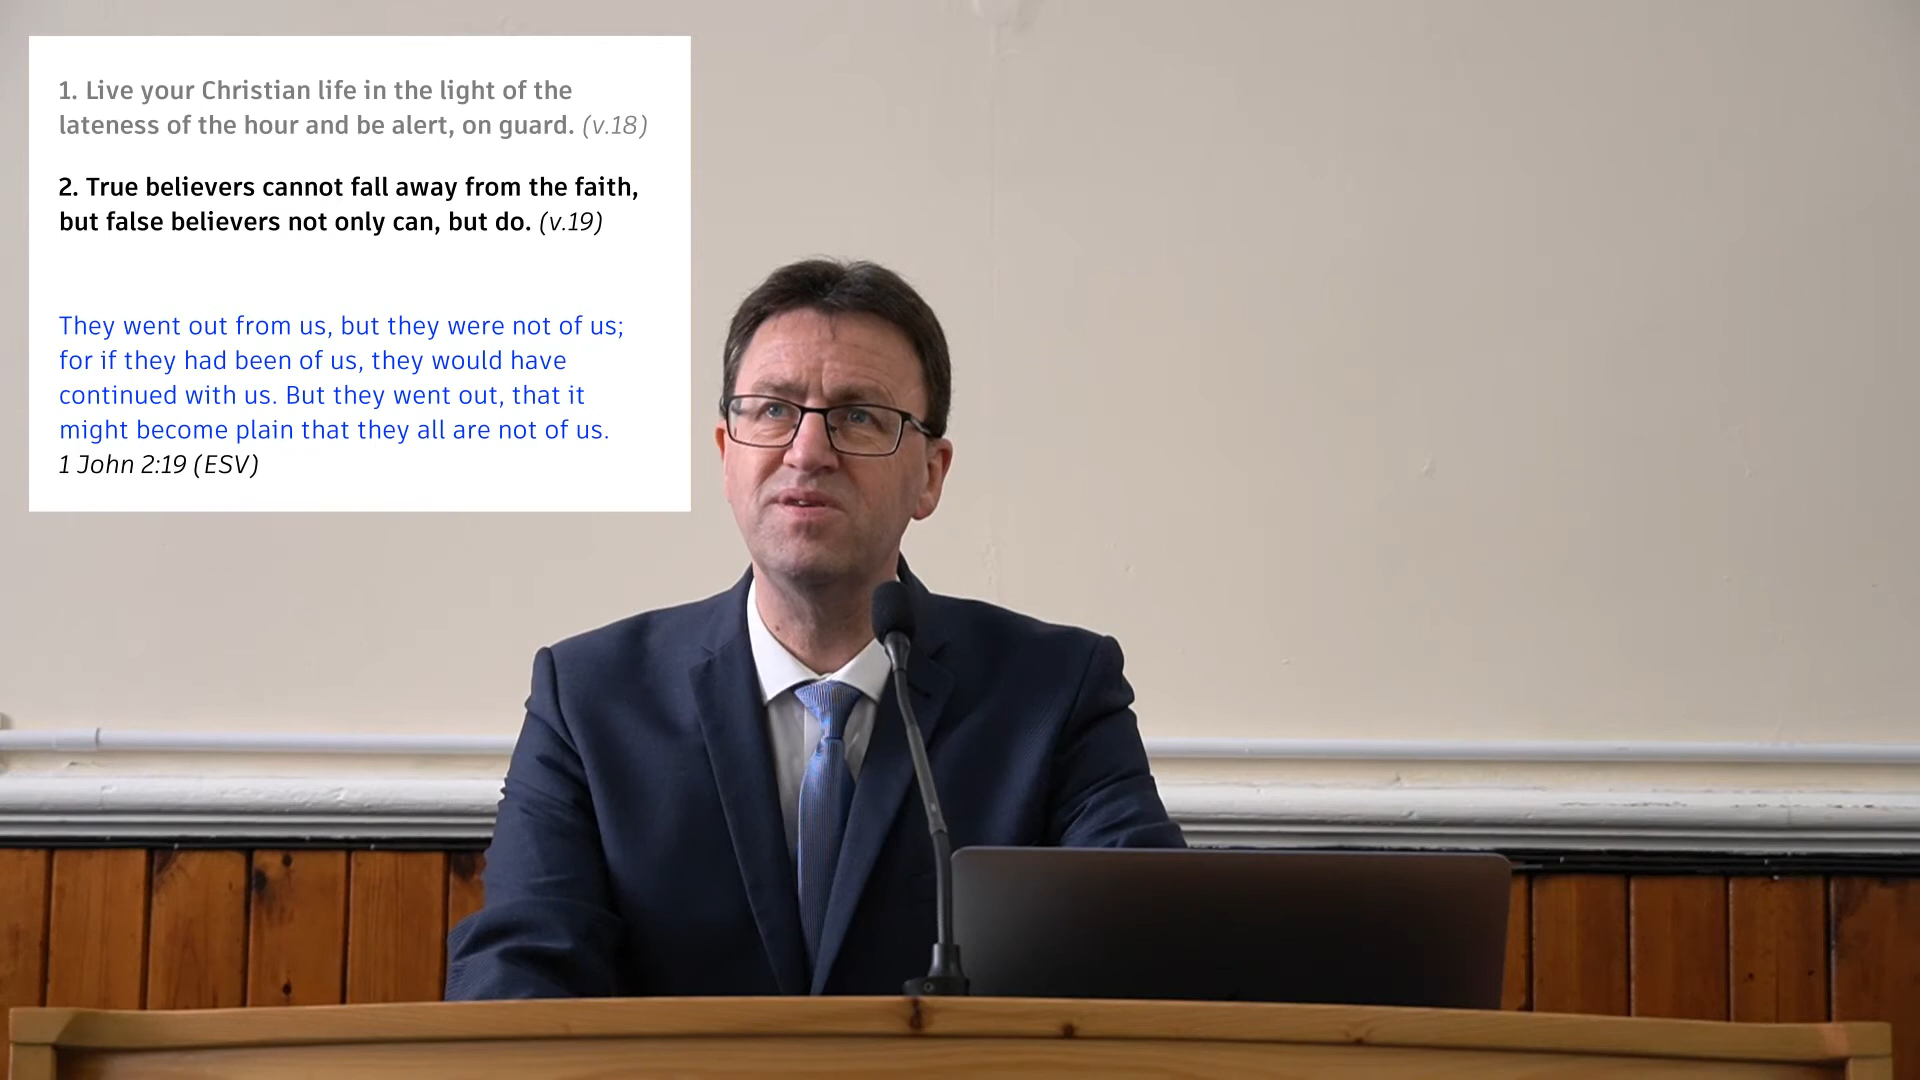 1. Live your Christian life in the light of the
lateness of the hour and be alert, on guard. (v.18)
2. True believers cannot fall away from the faith,
but false believers not only can, but do. (v.19)
They went out from us, but they were not of us;
for if they had been of us, they would have
continued with us. But they went out, that it
might become plain that they all are not of us.
1 John 2:19 (ESV)